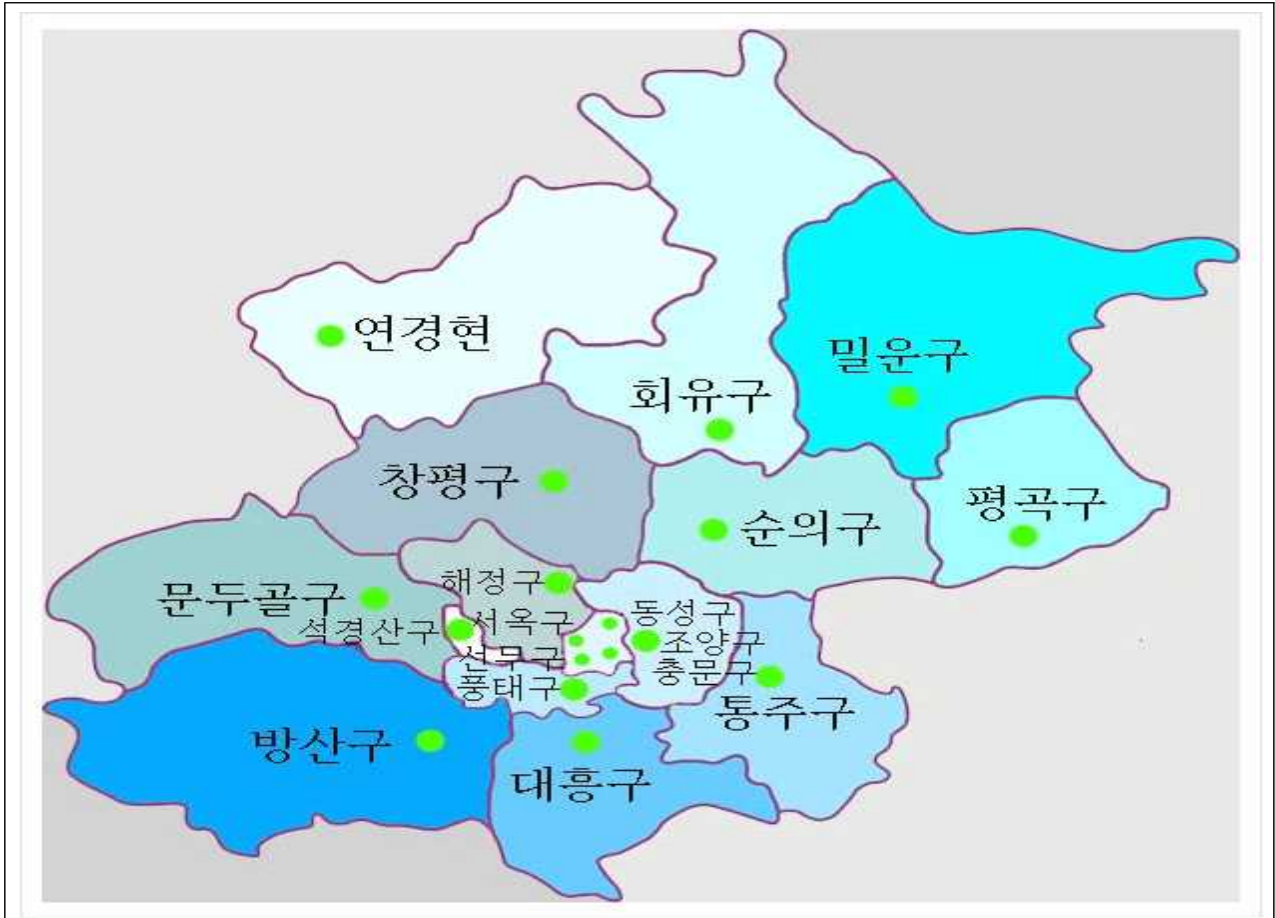 연경현
밀운구
회유구
창평구
평곡구
순의구
해정구
문두골구
동성구
석경산구
서옥구
조양구
선무구
숭문구
풍태구
통주구
방산구
대흥구